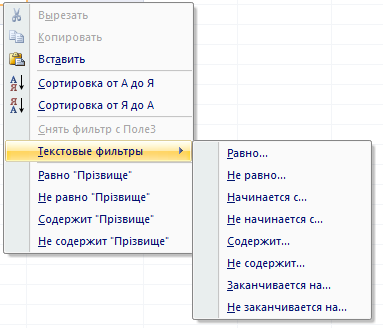 Вырезать
Копировать
Вставить
Сортировка от А до Я
Сортировка от Я до А
Снять фильтр с Поле3
Текстовые фильтры
Равно "Прізвище"
Не равно "Прізвище"
Содержит "Прізвище"
Не содержит "Прізвище"
Равно...
Не равно...
Начинается с...
Не начинается с...
Содержит...
Не содержит...
Заканчивается на...
Не заканчивается на...